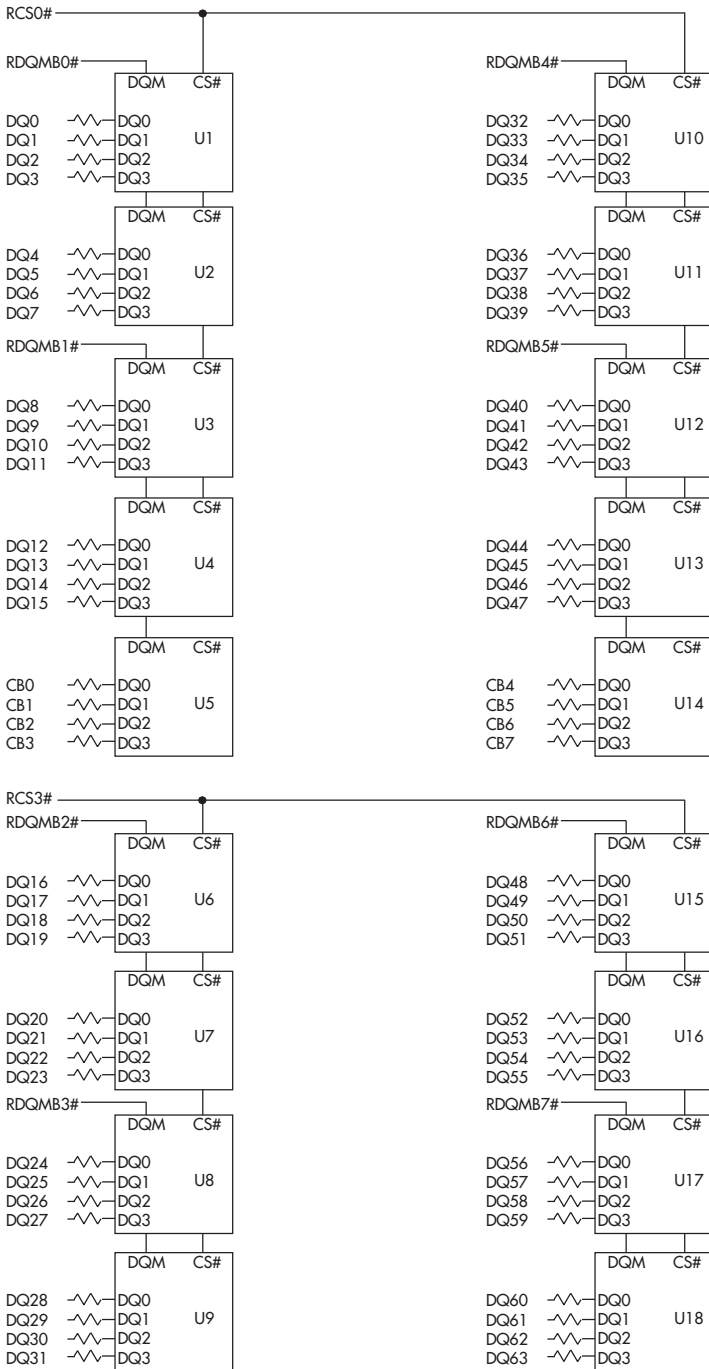 RCS0#
RDQMB0#
DQM CS#
DQ0 DQ0
DQ1 DQ1 U1
DQ2 DQ2
DQ3 DQ3
DQM CS#
DQ4 DQ0
DQ5 DQ1 U2
DQ6 DQ2
DQ7 DQ3
RDQMB1#
DQM CS#
DQ8 DQ0
DQ9 DQ1 U3
DQ10 DQ2
DQ11 DQ3
DQM CS#
DQ12 DQ0
DQ13 DQ1 U4
DQ14 DQ2
DQ15 DQ3
DQM CS#
CB0 DQ0
CB1 DQ1 U5
CB2 DQ2
CB3 DQ3
RDQMB4#
DQM CS#
DQ32 DQ0
DQ33 DQ1 U10
DQ34 DQ2
DQ35 DQ3
DQM CS#
DQ36 DQ0
DQ37 DQ1 U11
DQ38 DQ2
DQ39 DQ3
RDQMB5#
DQM CS#
DQ40 DQ0
DQ41 DQ1 U12
DQ42 DQ2
DQ43 DQ3
DQM CS#
DQ44 DQ0
DQ45 DQ1 U13
DQ46 DQ2
DQ47 DQ3
DQM CS#
CB4 DQ0
CB5 DQ1 U14
CB6 DQ2
CB7 DQ3
RCS3#
RDQMB2#
DQM CS#
DQ16 DQ0
DQ17 DQ1 U6
DQ18 DQ2
DQ19 DQ3
DQM CS#
DQ20 DQ0
DQ21 DQ1 U7
DQ22 DQ2
DQ23 DQ3
RDQMB3#
DQM CS#
DQ24 DQ0
DQ25 DQ1 U8
DQ26 DQ2
DQ27 DQ3
DQM CS#
DQ28 DQ0
DQ29 DQ1 U9
DQ30 DQ2
DQ31 DQ3
RDQMB6#
DQM CS#
DQ48 DQ0
DQ49 DQ1 U15
DQ50 DQ2
DQ51 DQ3
DQM CS#
DQ52 DQ0
DQ53 DQ1 U16
DQ54 DQ2
DQ55 DQ3
RDQMB7#
DQM CS#
DQ56 DQ0
DQ57 DQ1 U17
DQ58 DQ2
DQ59 DQ3
DQM CS#
DQ60 DQ0
DQ61 DQ1 U18
DQ62 DQ2
DQ63 DQ3